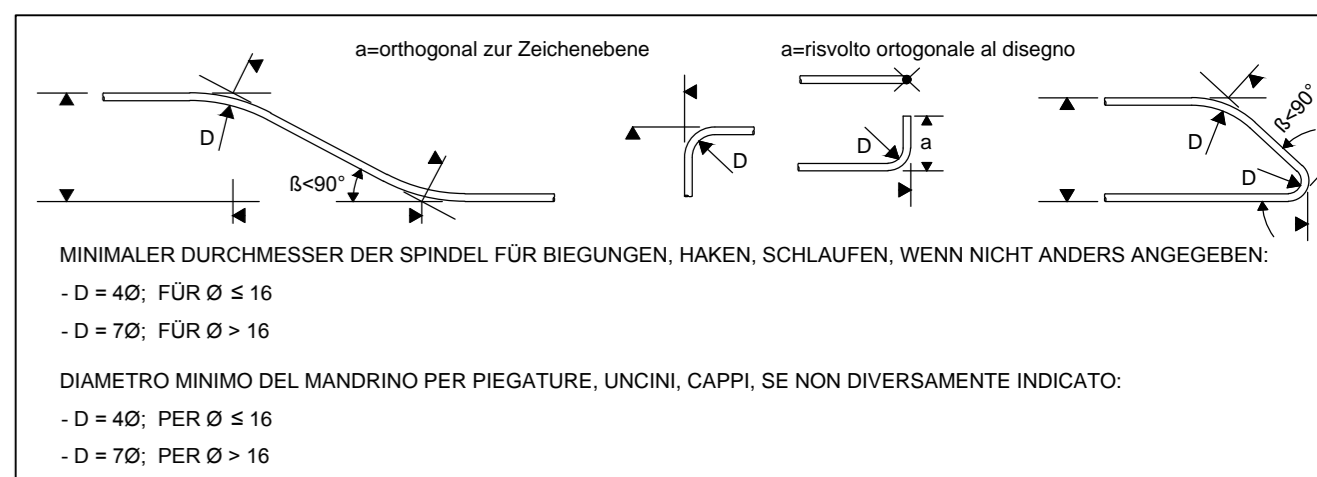 a=orthogonal zur Zeichenebene
a=risvolto ortogonale al disegno
D
ß<90°
D
D
a
D
ß<90°
D
MINIMALER DURCHMESSER DER SPINDEL FÜR BIEGUNGEN, HAKEN, SCHLAUFEN, WENN NICHT ANDERS ANGEGEBEN:
- D = 4Ø; FÜR Ø ≤ 16
- D = 7Ø; FÜR Ø > 16
DIAMETRO MINIMO DEL MANDRINO PER PIEGATURE, UNCINI, CAPPI, SE NON DIVERSAMENTE INDICATO:
- D = 4Ø; PER Ø ≤ 16
- D = 7Ø; PER Ø > 16